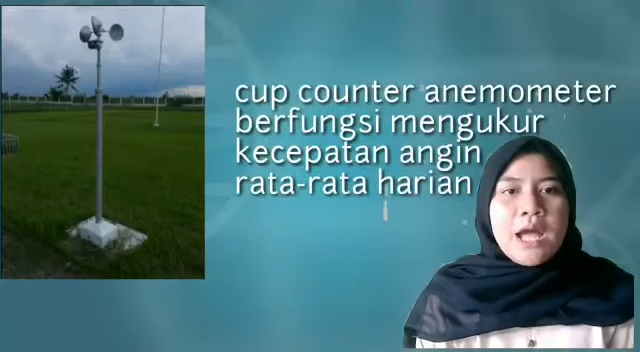 cup counter anemometer
berfungsi mengukur
kecepatan angin
rata-rata harian